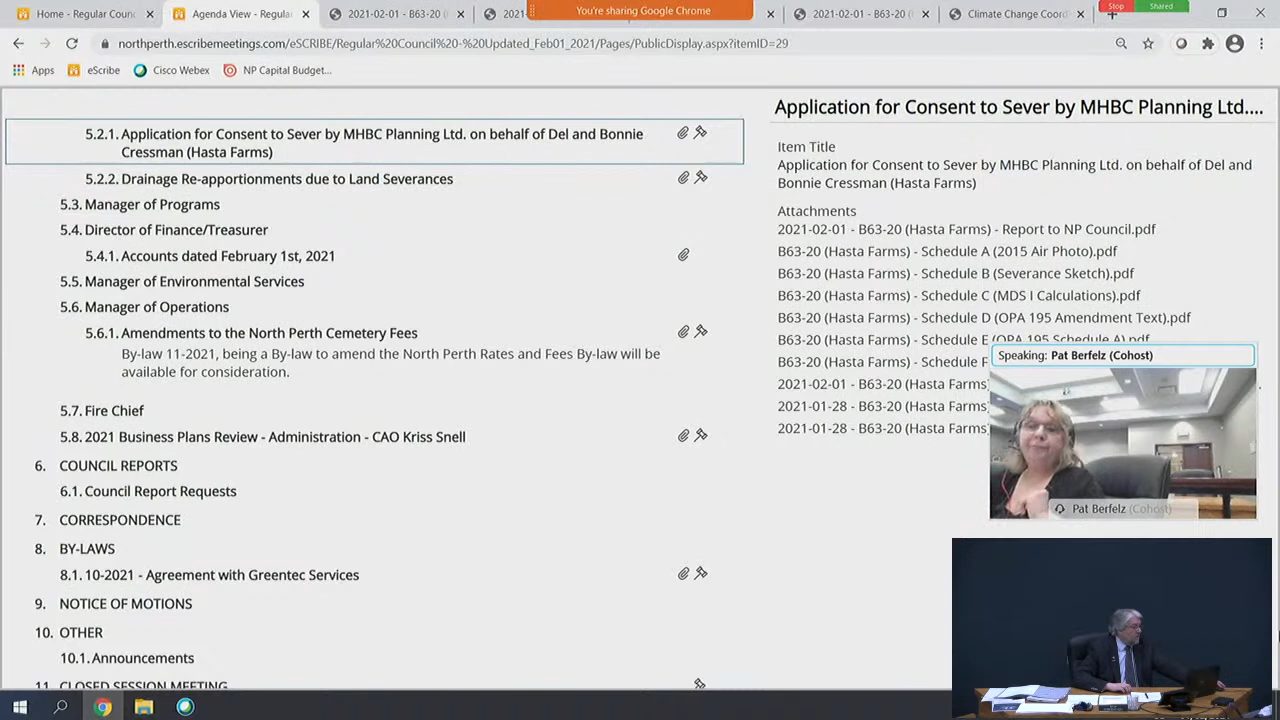 Home - Regular Counc
Agenda View - Regular
2021-02-01 - B63-20
2021
You're sharing Google Chrome
2021-02-01 - B63-20
Climate Change Coord
Stop
Shared
northperth.escribemeetings.com/eSCRIBE/Regular%20Council%20-%20Updated_Feb01_2021/Pages/PublicDisplay.aspx?itemID=29
Apps
eScribe
Cisco Webex
NP Capital Budget...
5.2.1. Application for Consent to Sever by MHBC Planning Ltd. on behalf of Del and Bonnie
Cressman (Hasta Farms)
5.2.2. Drainage Re-apportionments due to Land Severances
5.3. Manager of Programs
5.4. Director of Finance/Treasurer
5.4.1. Accounts dated February 1st, 2021
5.5. Manager of Environmental Services
5.6. Manager of Operations
5.6.1. Amendments to the North Perth Cemetery Fees
By-law 11-2021, being a By-law to amend the North Perth Rates and Fees By-law will be
available for consideration.
5.7. Fire Chief
5.8. 2021 Business Plans Review - Administration - CAO Kriss Snell
6. COUNCIL REPORTS
6.1. Council Report Requests
7. CORRESPONDENCE
8. BY-LAWS
8.1. 10-2021 - Agreement with Greentec Services
9. NOTICE OF MOTIONS
10. OTHER
10.1. Announcements
11. CLOSED SESSION MEETING
Application for Consent to Sever by MHBC Planning Ltd....
Item Title
Application for Consent to Sever by MHBC Planning Ltd. on behalf of Del and
Bonnie Cressman (Hasta Farms)
Attachments
2021-02-01 - B63-20 (Hasta Farms) - Report to NP Council.pdf
B63-20 (Hasta Farms) - Schedule A (2015 Air Photo).pdf
B63-20 (Hasta Farms) - Schedule B (Severance Sketch).pdf
B63-20 (Hasta Farms) - Schedule C (MDS I Calculations).pdf
B63-20 (Hasta Farms) - Schedule D (OPA 195 Amendment Text).pdf
B63-20 (Hasta Farms) - Schedule E (OPA 195 Schedule A).pdf
B63-20 (Hasta Farms) - Schedule F
2021-02-01 - B63-20 (Hasta Farms)
2021-01-28 - B63-20 (Hasta Farms)
2021-01-28 - B63-20 (Hasta Farms)
Speaking: Pat Berfelz (Cohost)
Pat Berfelz (Cohost)